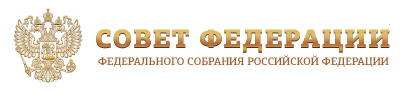 СОВЕТ ФЕДЕРАЦИИ
ФЕДЕРАЛЬНОГО СОБРАНИЯ РОССИЙСКОЙ ФЕДЕРАЦИИ